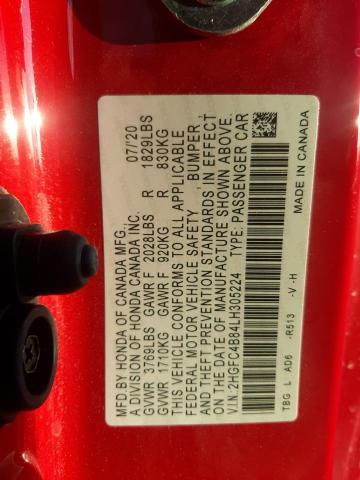 MFD.BY HONDA OF CANADA MFG., 07/20
A DIVISION OF HONDA CANADA INC.
GVWR 3769LBS GAWR F 2028LBS R 1829LBS
GVWR 1710KG GAWR F 920KG R 830KG
THIS VEHICLE CONFORMS TO ALL APPLICABLE
FEDERAL MOTOR VEHICLE SAFETY, BUMPER,
AND THEFT PREVENTION STANDARDS IN EFFECT
ON THE DATE OF MANUFACTURE SHOWN ABOVE.
V.I.N. 2HGFC4B84LH305224 TYPE: PASSENGER CAR
TBG L AD6 -R513 -V-H MADE IN CANADA